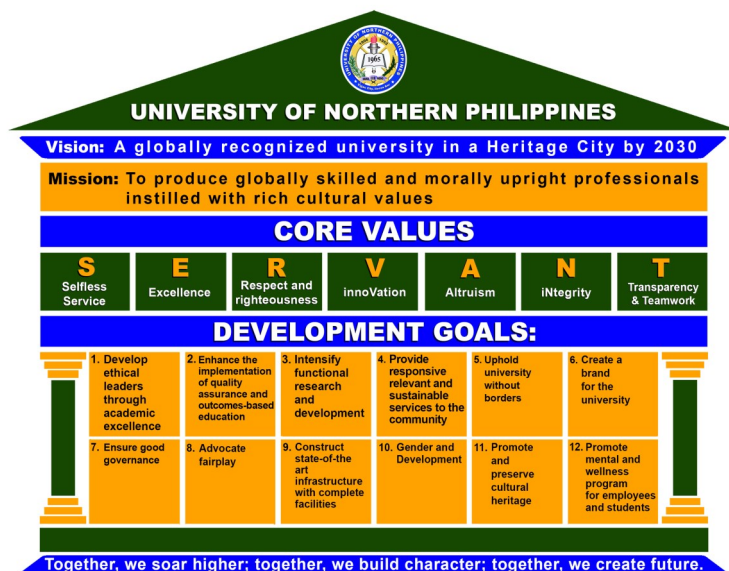 UNIVERSITY OF NORTHERN PHILIPPINES
1965
UNIVERSITY OF NORTHERN PHILIPPINES
Vision: A globally recognized university in a Heritage City by 2030
Mission: To produce globally skilled and morally upright professionals
instilled with rich cultural values
CORE VALUES
S
Selfless
Service
E
Excellence
R
Respect and
righteousness
V
innoVation
A
Altruism
N
iNtegrity
T
Transparency
& Teamwork
DEVELOPMENT GOALS:
1. Develop
ethical
leaders
through
academic
excellence
2. Enhance the
implementation
of quality
assurance and
outcomes-based
education
3. Intensify
functional
research
and
development
4. Provide
responsive
relevant and
sustainable
services to the
community
5. Uphold
university
without
borders
6. Create a
brand
for the
university
7. Ensure good
governance
8. Advocate
fairplay
9. Construct
state-of-the
art
infrastructure
with complete
facilities
10. Gender and
Development
11. Promote
and
preserve
cultural
heritage
12. Promote
mental and
wellness
program
for employees
and students
Together, we soar higher; together, we build character; together, we create future.